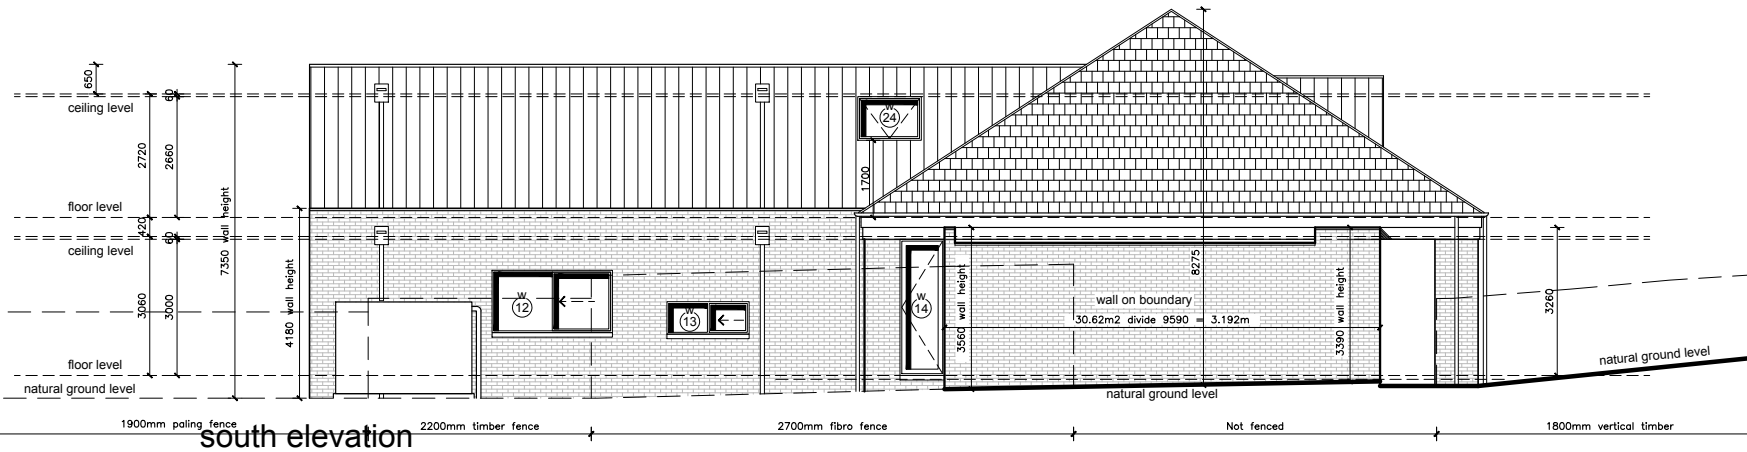 650
60
ceiling level
2720
2660
7350 wall height
floor level
420
60
ceiling level
3060
3000
4180 wall height
floor level
natural ground level
W
12
W
13
W
24
1700
W
14
3560 wall height
8275
wall on boundary
30.62m2 divide 9590 = 3.192m
3390 wall height
3260
natural ground level
natural ground level
1900mm paling fence
2200mm timber fence
2700mm fibro fence
Not fenced
1800mm vertical timber
south elevation